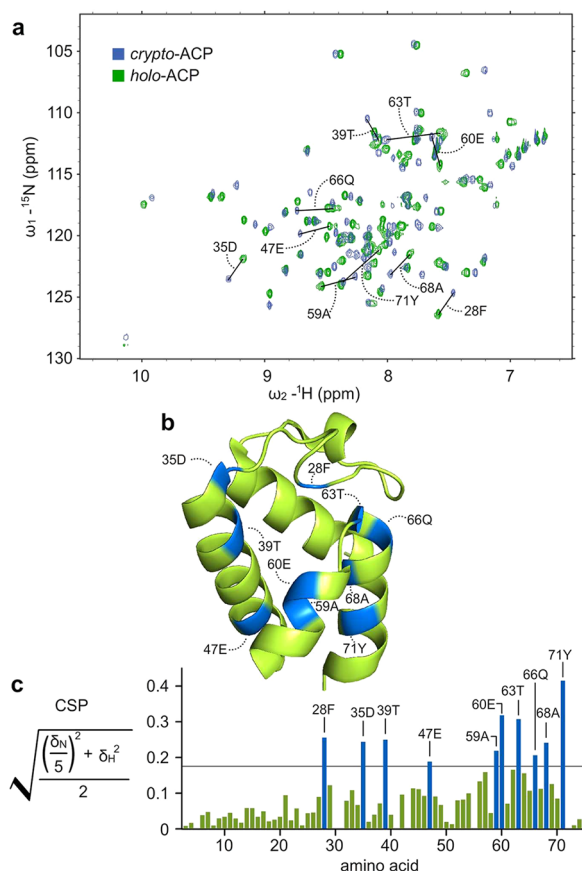 a
crypto-ACP
holo-ACP
105
110
115
120
125
130
ω₁ -¹⁵N (ppm)
63T
39T
60E
66Q
47E
35D
68A
71Y
59A
28F
10
9
8
7
ω₂ -¹H (ppm)
b
35D
28F
63T
66Q
39T
60E
59A
68A
47E
71Y
c
CSP
√(((δN/5)² + δH²)/2)
0.4
0.3
0.2
0.1
0
28F
35D
39T
47E
59A
60E
63T
66Q
68A
71Y
10
20
30
40
50
60
70
amino acid